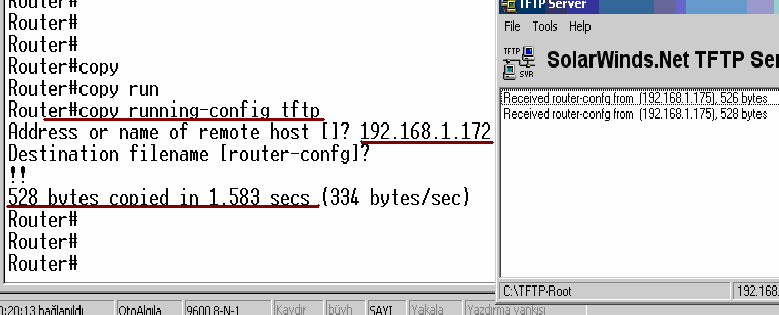 Router#
Router#
Router#
Router#copy
Router#copy run
Router#copy running-config tftp
Address or name of remote host []? 192.168.1.172
Destination filename [router-confg]?
!!
528 bytes copied in 1.583 secs (334 bytes/sec)
Router#
Router#
Router#
0:20:13 bağlanıldı OtoAlgıla 9600 8-N-1 Kaydır büyh SAYI Yakala Yazdırma yankısı
TFTP Server
File Tools Help
TFTP
SVR
SolarWinds.Net TFTP Se
Received router-confg from (192.168.1.175), 526 bytes
Received router-confg from (192.168.1.175), 528 bytes
C:\TFTP-Root 192.168.